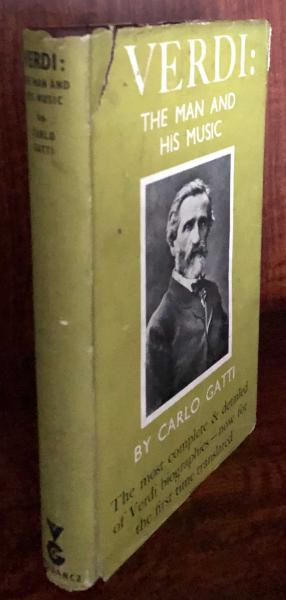 VERDI:
THE MAN AND
HIS MUSIC
by
CARLO
GATTI
VG
VERDI:
THE MAN AND
HIS MUSIC
BY CARLO GATTI
The most complete & detailed
of Verdi biographies—now for
the first time translated